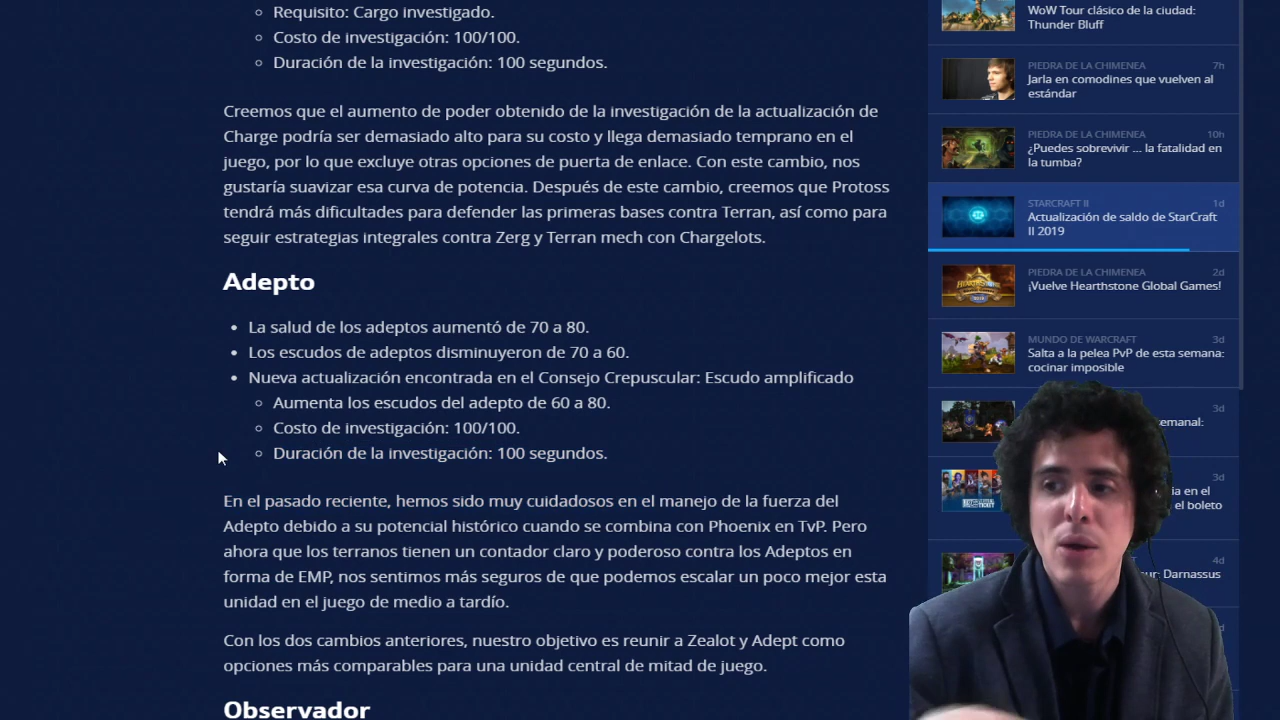 Requisito: Cargo investigado.
Costo de investigación: 100/100.
Duración de la investigación: 100 segundos.
Creemos que el aumento de poder obtenido de la investigación de la actualización de
Charge podría ser demasiado alto para su costo y llega demasiado temprano en el
juego, por lo que excluye otras opciones de puerta de enlace. Con este cambio, nos
gustaría suavizar esa curva de potencia. Después de este cambio, creemos que Protoss
tendrá más dificultades para defender las primeras bases contra Terran, así como para
seguir estrategias integrales contra Zerg y Terran mech con Chargelots.
Adepto
La salud de los adeptos aumentó de 70 a 80.
Los escudos de adeptos disminuyeron de 70 a 60.
Nueva actualización encontrada en el Consejo Crepuscular: Escudo amplificado
Aumenta los escudos del adepto de 60 a 80.
Costo de investigación: 100/100.
Duración de la investigación: 100 segundos.
En el pasado reciente, hemos sido muy cuidadosos en el manejo de la fuerza del
Adepto debido a su potencial histórico cuando se combina con Phoenix en TvP. Pero
ahora que los terranos tienen un contador claro y poderoso contra los Adeptos en
forma de EMP, nos sentimos más seguros de que podemos escalar un poco mejor esta
unidad en el juego de medio a tardío.
Con los dos cambios anteriores, nuestro objetivo es reunir a Zealot y Adept como
opciones más comparables para una unidad central de mitad de juego.
Observador
WoW Tour clásico de la ciudad:
Thunder Bluff
PIEDRA DE LA CHIMENEA 7h
Jarla en comodines que vuelven al
estándar
PIEDRA DE LA CHIMENEA 10h
¿Puedes sobrevivir ... la fatalidad en
la tumba?
STARCRAFT II 1d
Actualización de saldo de StarCraft
II 2019
PIEDRA DE LA CHIMENEA 2d
¡Vuelve Hearthstone Global Games!
MUNDO DE WARCRAFT 3d
Salta a la pelea PvP de esta semana:
cocinar imposible
3d
3d
en el
el boleto
4d
Darnassus